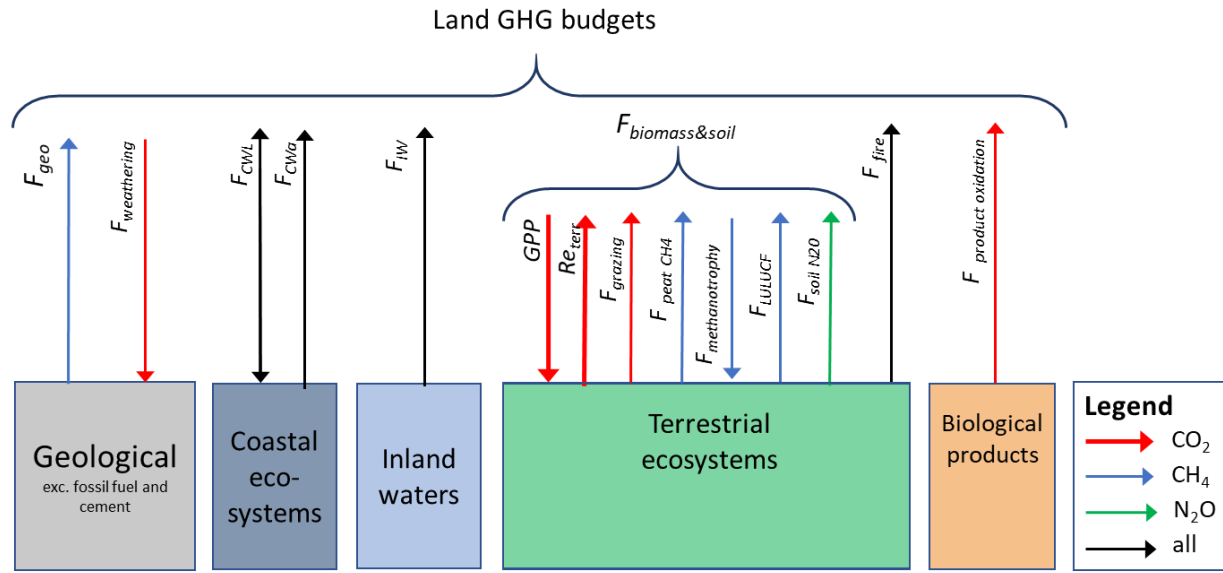 Land GHG budgets
F_geo
F_weathering
F_CWL
F_CWa
F_IW
F_biomass&soil
GPP
Re_terr
F_grazing
F_peat CH4
F_methanotrophy
F_LULUCF
F_soil N20
F_fire
F_product oxidation
Geological
exc. fossil fuel and
cement
Coastal
eco-
systems
Inland
waters
Terrestrial
ecosystems
Biological
products
Legend
CO₂
CH₄
N₂O
all